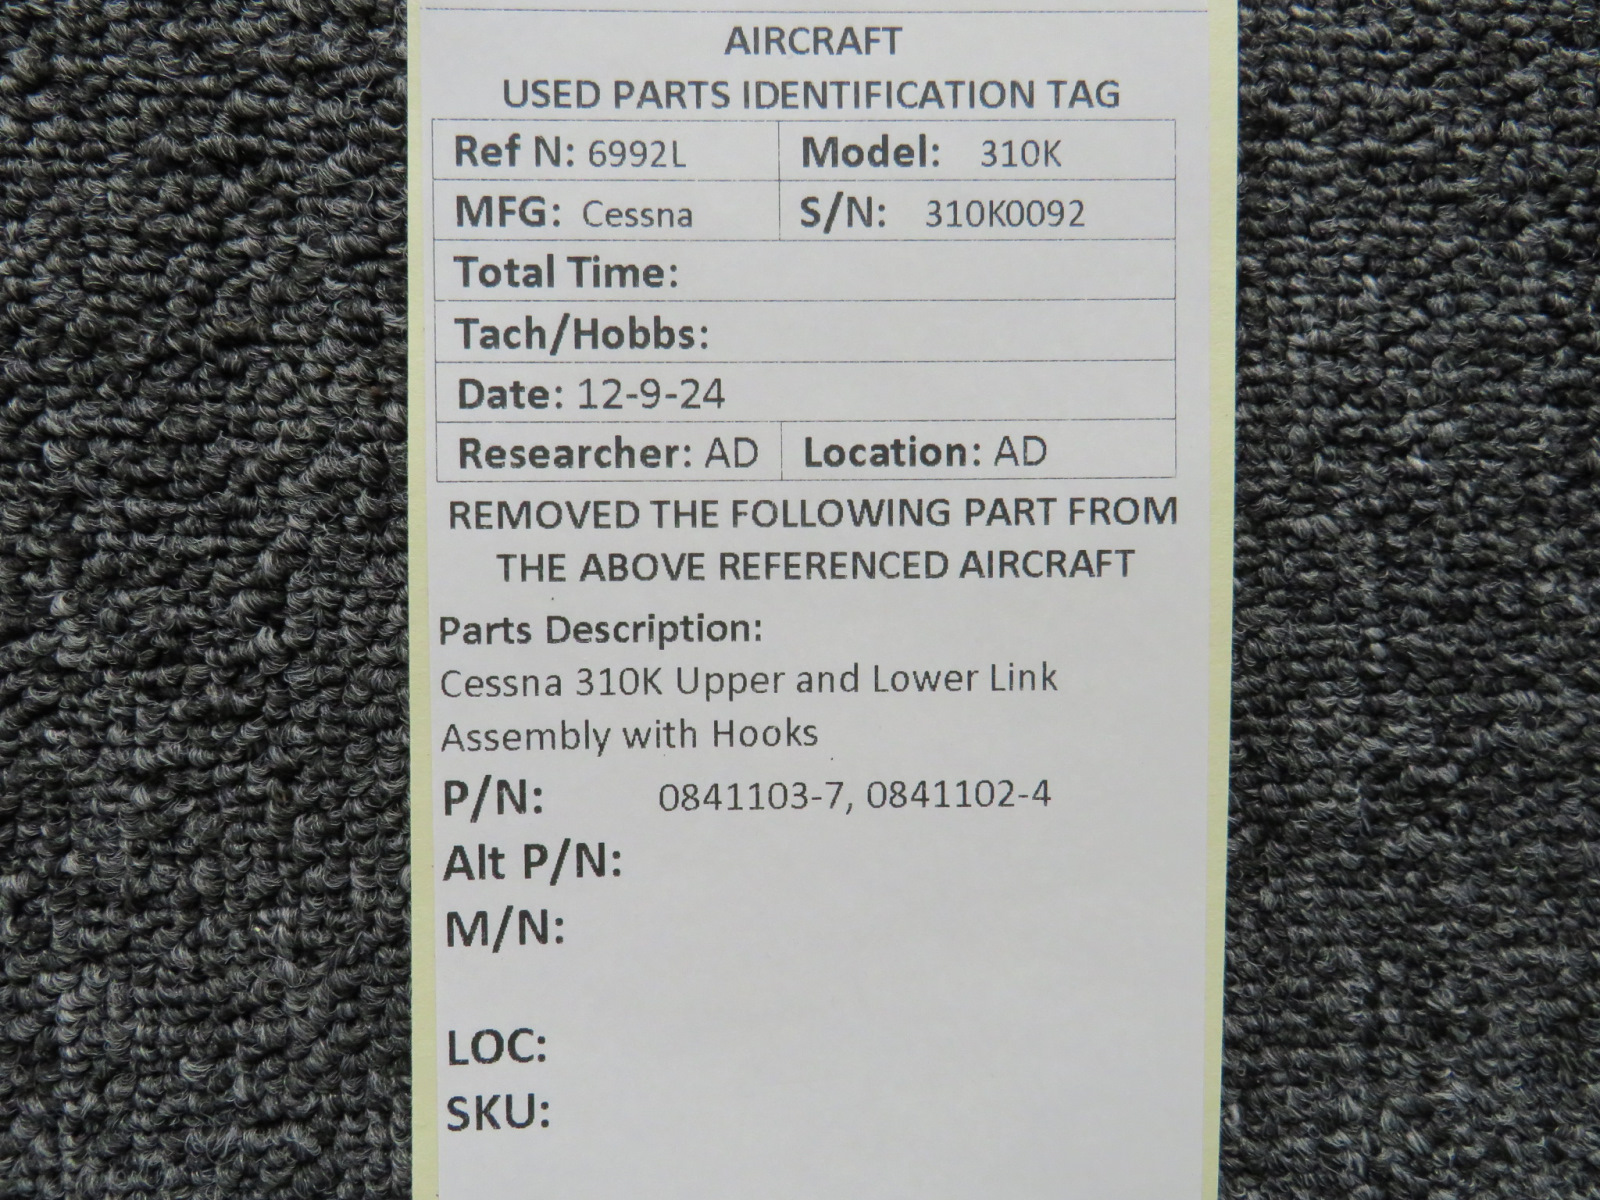 AIRCRAFT
USED PARTS IDENTIFICATION TAG
Ref N: 6992L Model: 310K
MFG: Cessna S/N: 310K0092
Total Time:
Tach/Hobbs:
Date: 12-9-24
Researcher: AD Location: AD
REMOVED THE FOLLOWING PART FROM
THE ABOVE REFERENCED AIRCRAFT
Parts Description:
Cessna 310K Upper and Lower Link
Assembly with Hooks
P/N: 0841103-7, 0841102-4
Alt P/N:
M/N:
LOC:
SKU: